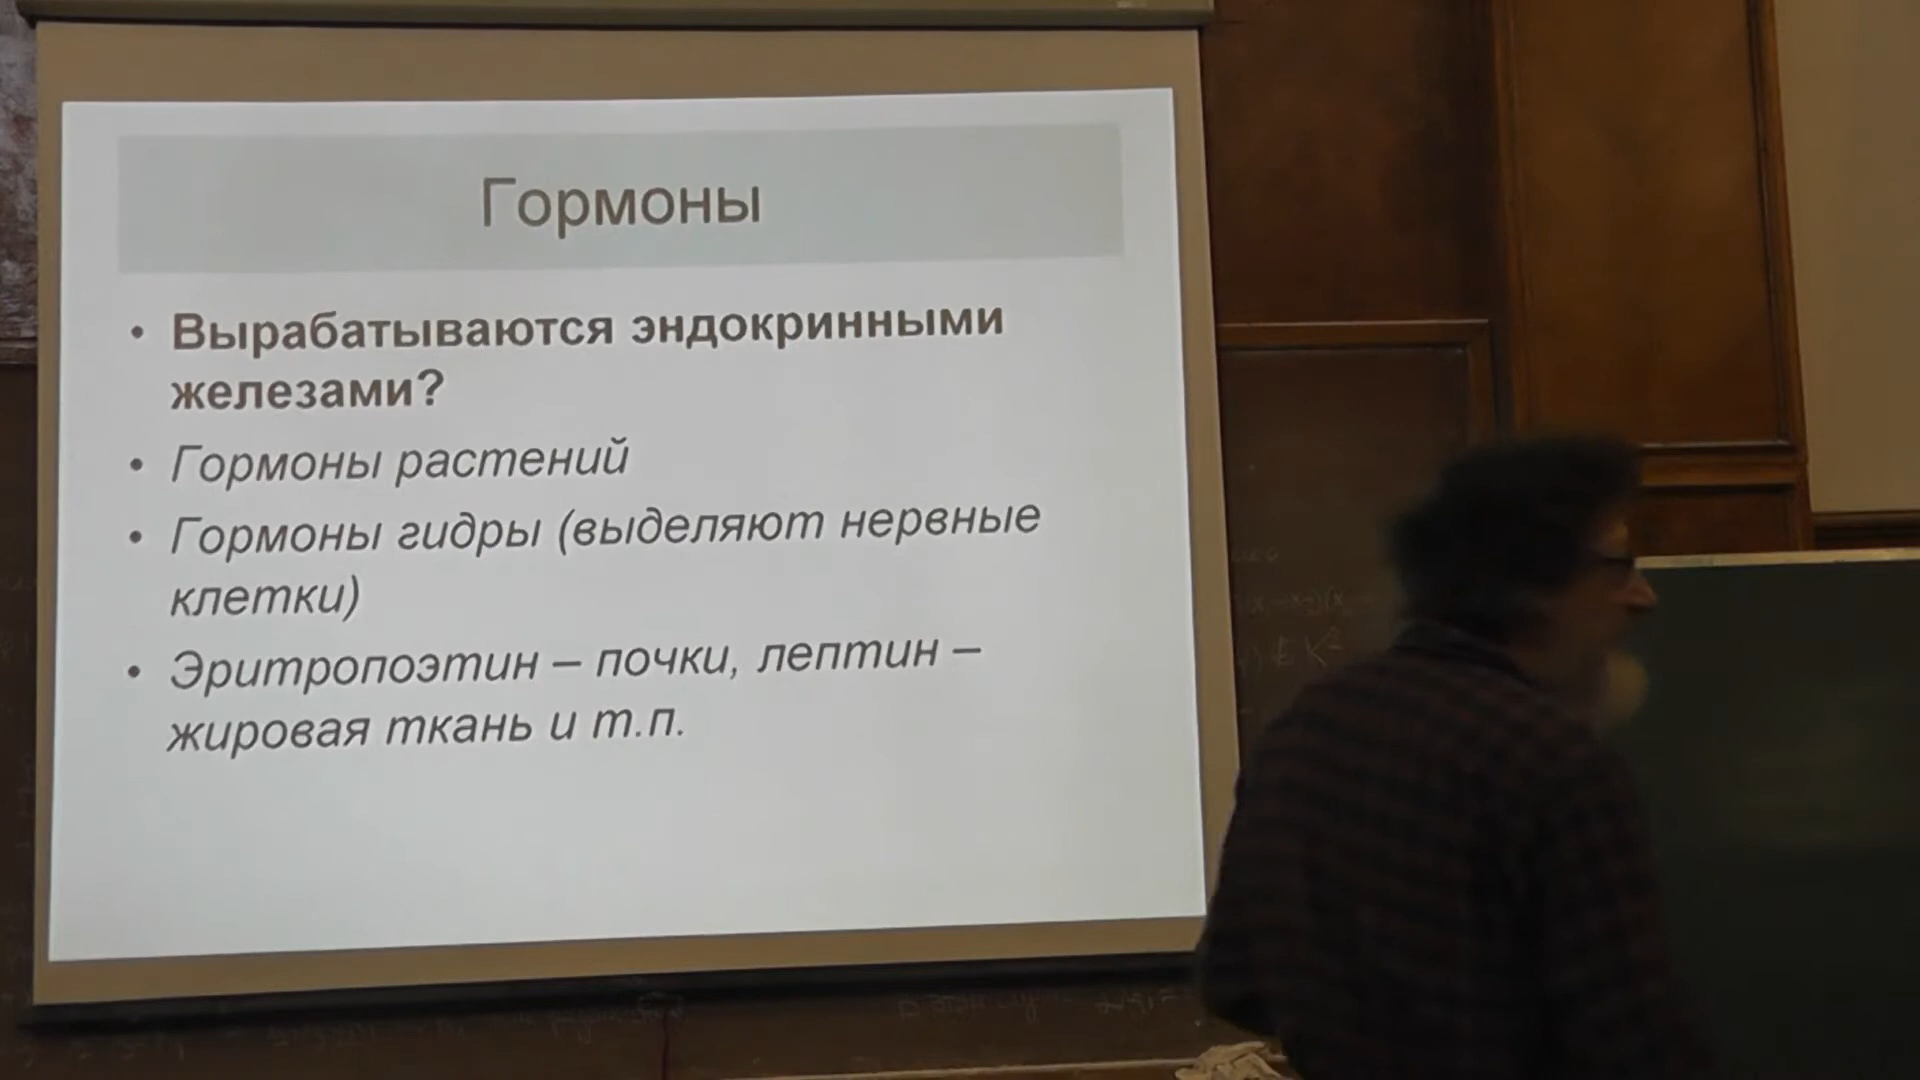 Гормоны
• Вырабатываются эндокринными
железами?
• Гормоны растений
• Гормоны гидры (выделяют нервные
клетки)
• Эритропоэтин – почки, лептин –
жировая ткань и т.п.